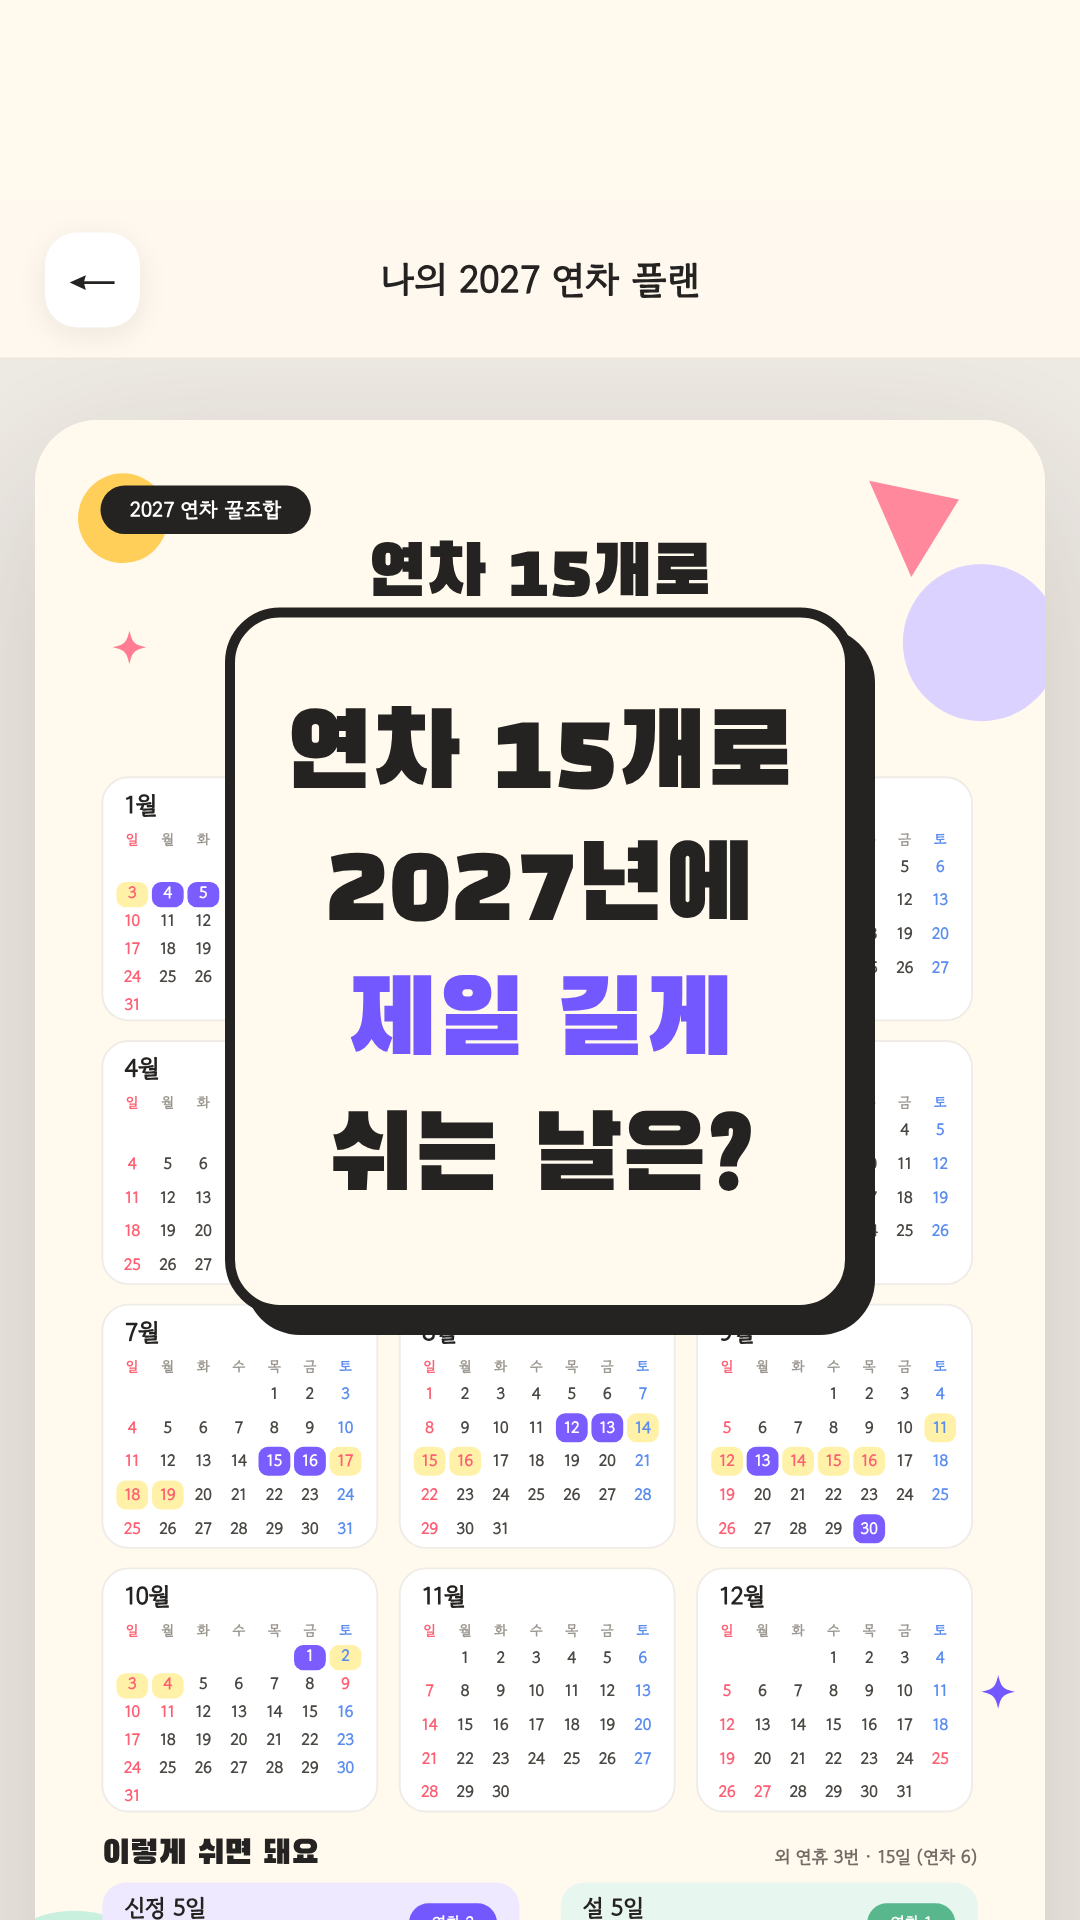 나의 2027 연차 플랜
2027 연차 꿀조합
연차 15개로
연차 15개로
2027년에
제일 길게
쉬는 날은?
1월
일 월 화
3 4 5
10 11 12
17 18 19
24 25 26
31
금 토
5 6
12 13
19 20
26 27
4월
일 월 화
4 5 6
11 12 13
18 19 20
25 26 27
금 토
4 5
11 12
18 19
25 26
7월
일 월 화 수 목 금 토
1 2 3
4 5 6 7 8 9 10
11 12 13 14 15 16 17
18 19 20 21 22 23 24
25 26 27 28 29 30 31
8월
일 월 화 수 목 금 토
1 2 3 4 5 6 7
8 9 10 11 12 13 14
15 16 17 18 19 20 21
22 23 24 25 26 27 28
29 30 31
9월
일 월 화 수 목 금 토
1 2 3 4
5 6 7 8 9 10 11
12 13 14 15 16 17 18
19 20 21 22 23 24 25
26 27 28 29 30
10월
일 월 화 수 목 금 토
1 2
3 4 5 6 7 8 9
10 11 12 13 14 15 16
17 18 19 20 21 22 23
24 25 26 27 28 29 30
31
11월
일 월 화 수 목 금 토
1 2 3 4 5 6
7 8 9 10 11 12 13
14 15 16 17 18 19 20
21 22 23 24 25 26 27
28 29 30
12월
일 월 화 수 목 금 토
1 2 3 4
5 6 7 8 9 10 11
12 13 14 15 16 17 18
19 20 21 22 23 24 25
26 27 28 29 30 31
이렇게 쉬면 돼요
외 연휴 3번 · 15일 (연차 6)
신정 5일
설 5일